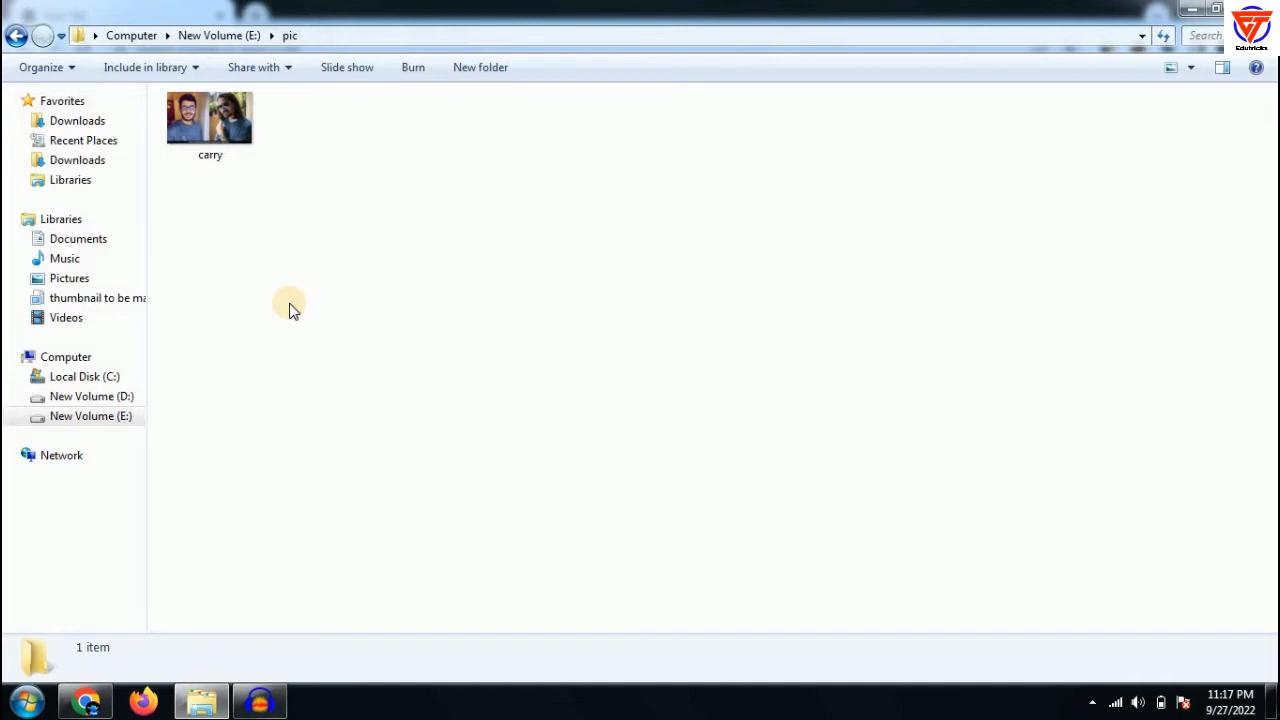 Edutricks
Computer
New Volume (E:)
pic
Search
Organize
Include in library
Share with
Slide show
Burn
New folder
Favorites
Downloads
Recent Places
Downloads
Libraries
Libraries
Documents
Music
Pictures
thumbnail to be ma
Videos
Computer
Local Disk (C:)
New Volume (D:)
New Volume (E:)
Network
carry
1 item
11:17 PM
9/27/2022